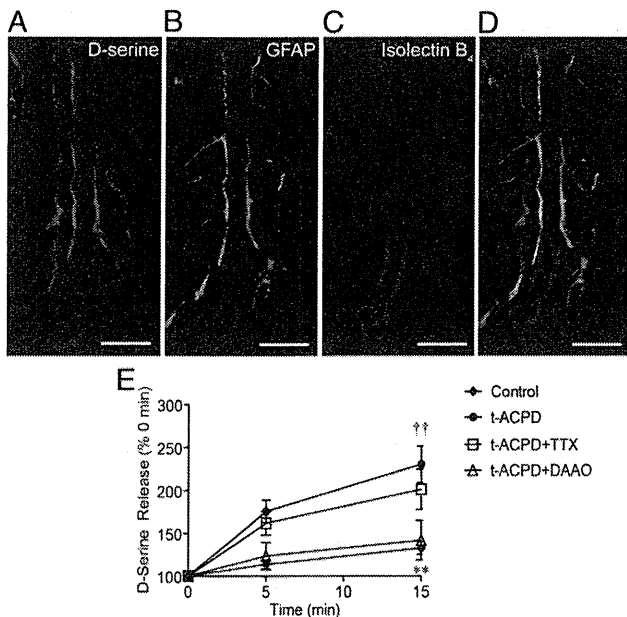 A B C D
D-serine GFAP Isolectin B4
E
300
250
200
150
100
D-Serine Release (% 0 min)
0 5 10 15
Time (min)
††
**
Control
t-ACPD
t-ACPD+TTX
t-ACPD+DAAO